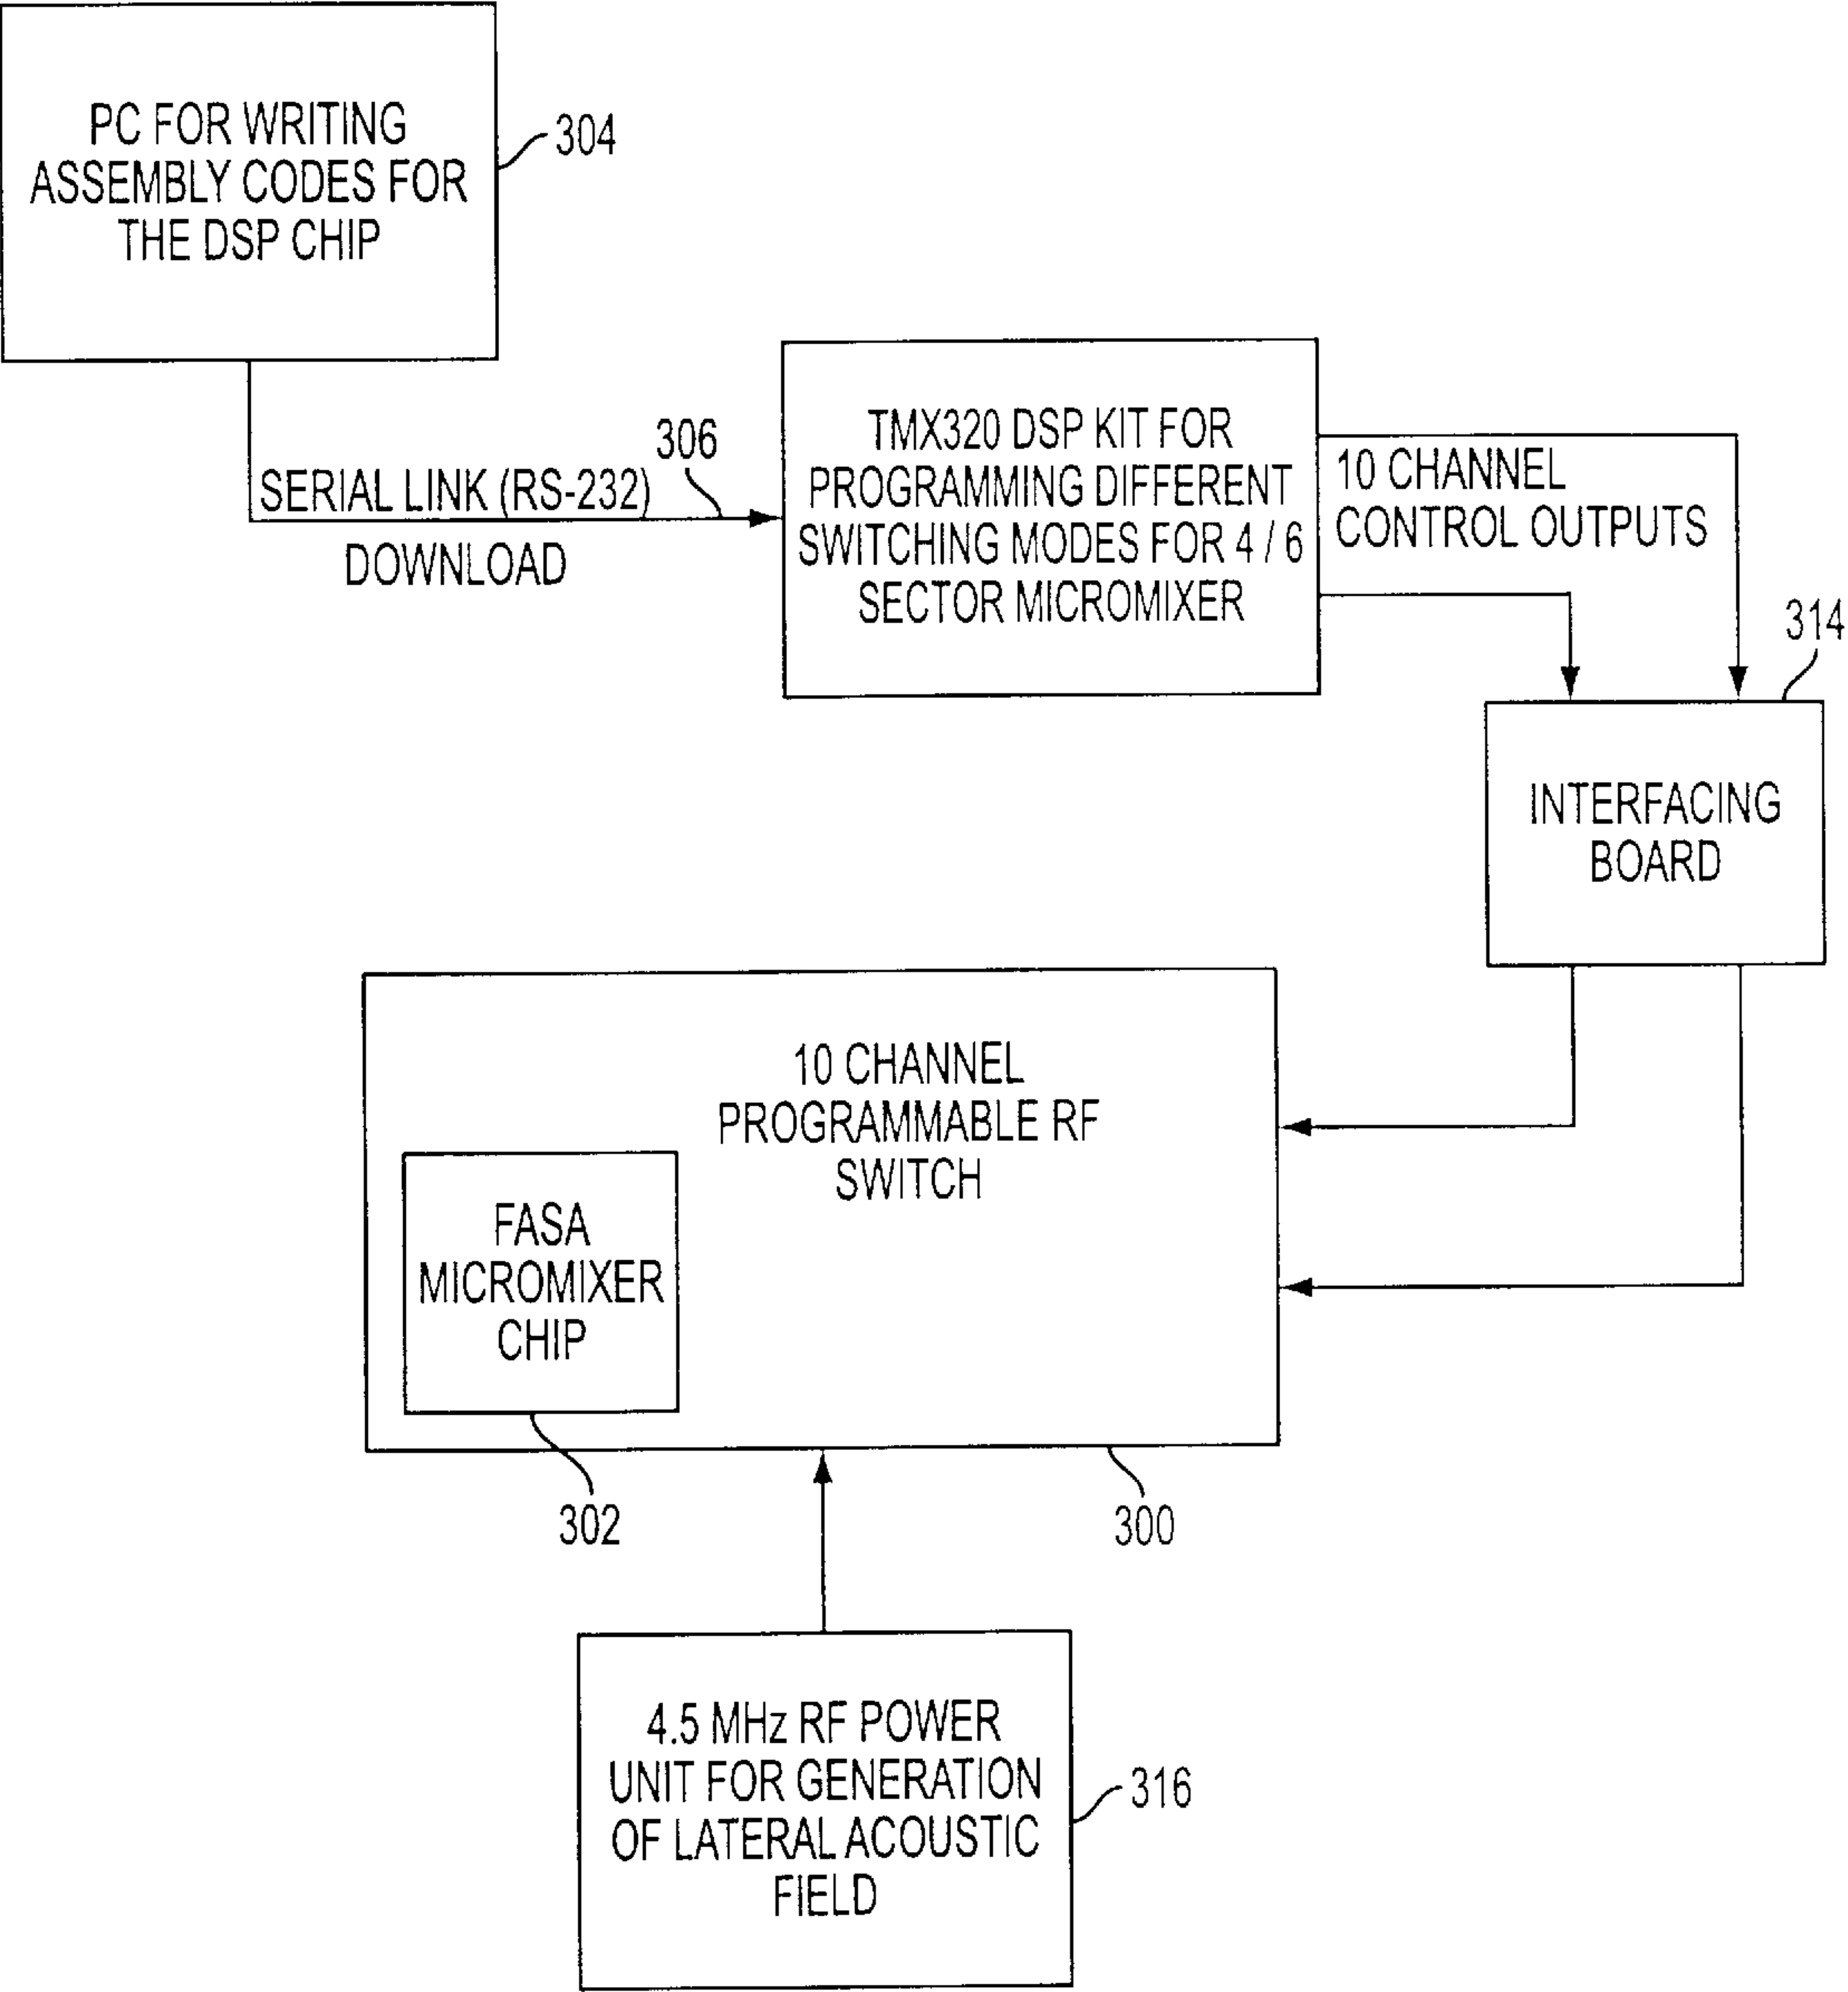 PC FOR WRITING
ASSEMBLY CODES FOR
THE DSP CHIP
304
306
SERIAL LINK (RS-232)
DOWNLOAD
TMX320 DSP KIT FOR
PROGRAMMING DIFFERENT
SWITCHING MODES FOR 4 / 6
SECTOR MICROMIXER
10 CHANNEL
CONTROL OUTPUTS
314
INTERFACING
BOARD
10 CHANNEL
PROGRAMMABLE RF
SWITCH
FASA
MICROMIXER
CHIP
302
300
4.5 MHz RF POWER
UNIT FOR GENERATION
OF LATERAL ACOUSTIC
FIELD
316